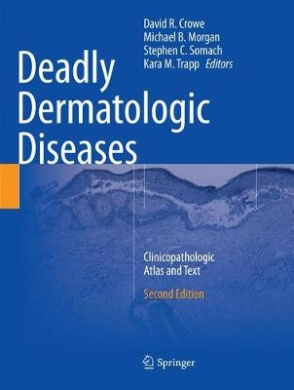 David R. Crowe
Michael B. Morgan
Stephen C. Somach
Kara M. Trapp Editors
Deadly
Dermatologic
Diseases
Clinicopathologic
Atlas and Text
Second Edition
Springer